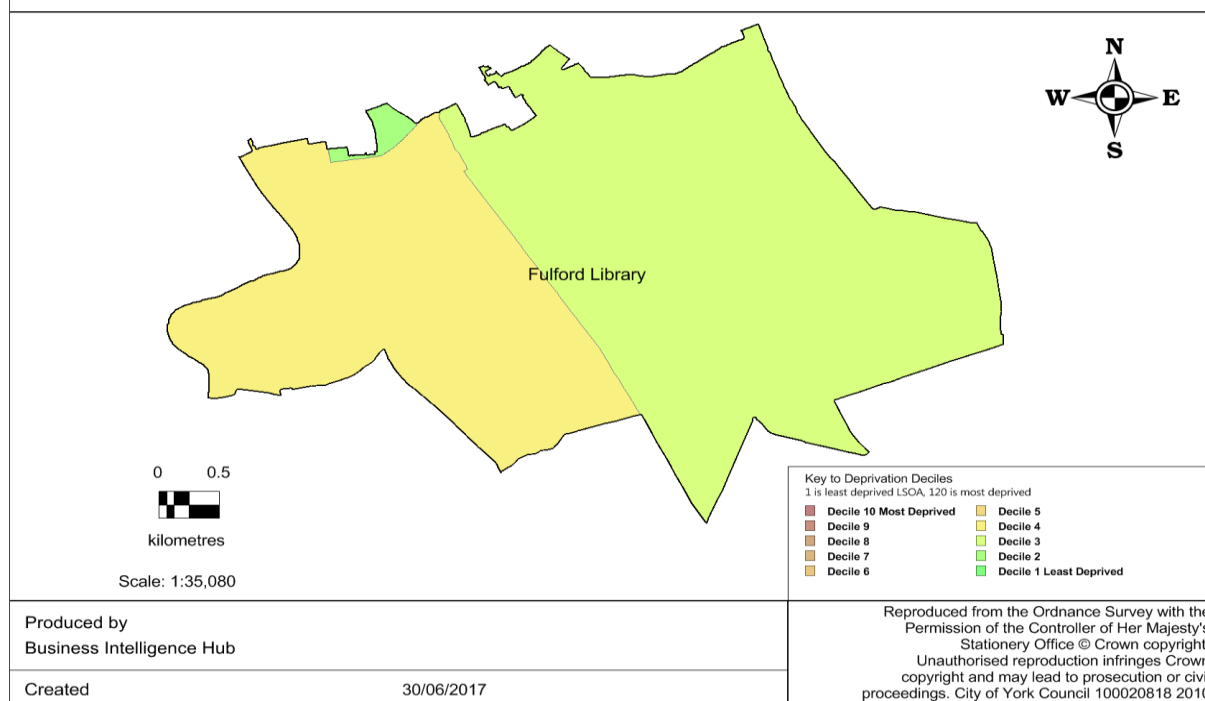 N
W E
S
Fulford Library
0 0.5
kilometres
Scale: 1:35,080
Key to Deprivation Deciles
1 is least deprived LSOA, 120 is most deprived
Decile 10 Most Deprived
Decile 9
Decile 8
Decile 7
Decile 6
Decile 5
Decile 4
Decile 3
Decile 2
Decile 1 Least Deprived
Produced by
Business Intelligence Hub
Created 30/06/2017
Reproduced from the Ordnance Survey with the
Permission of the Controller of Her Majesty's
Stationery Office © Crown copyright
Unauthorised reproduction infringes Crown
copyright and may lead to prosecution or civi
proceedings. City of York Council 100020818 2010